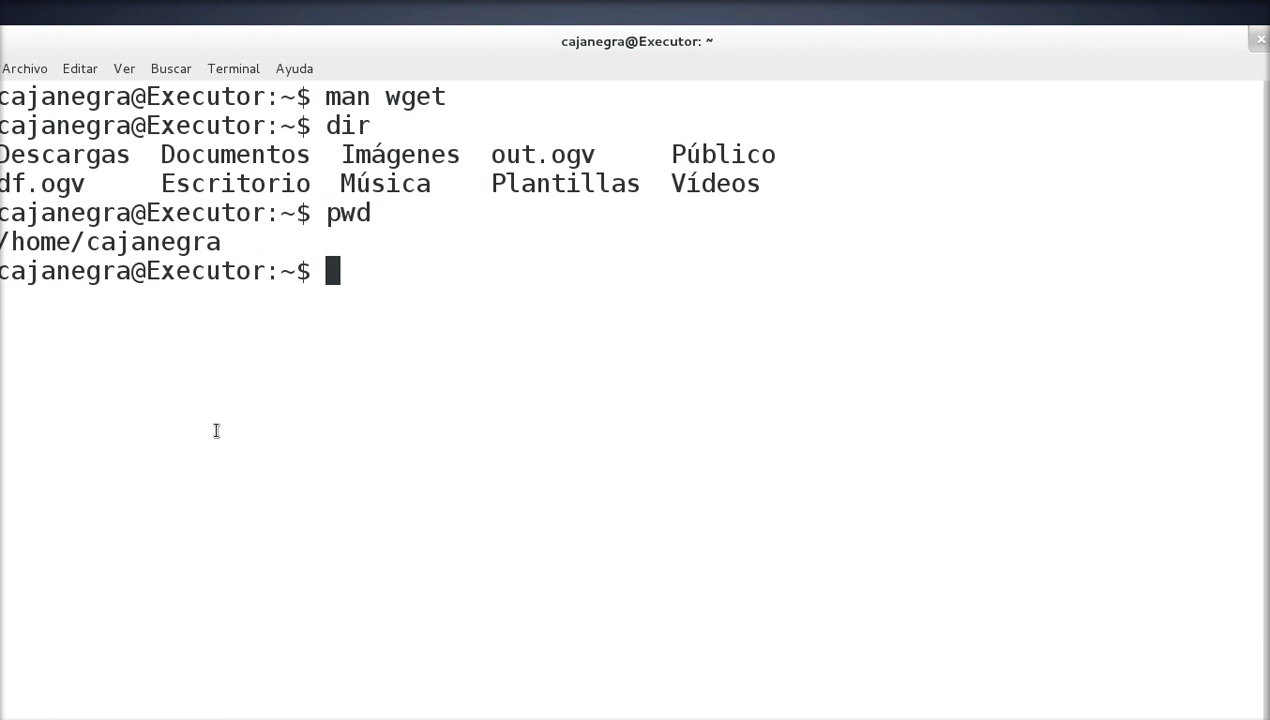 cajanegra@Executor: ~
Archivo Editar Ver Buscar Terminal Ayuda
cajanegra@Executor:~$ man wget
cajanegra@Executor:~$ dir
Descargas Documentos Imágenes out.ogv Público
df.ogv Escritorio Música Plantillas Vídeos
cajanegra@Executor:~$ pwd
/home/cajanegra
cajanegra@Executor:~$